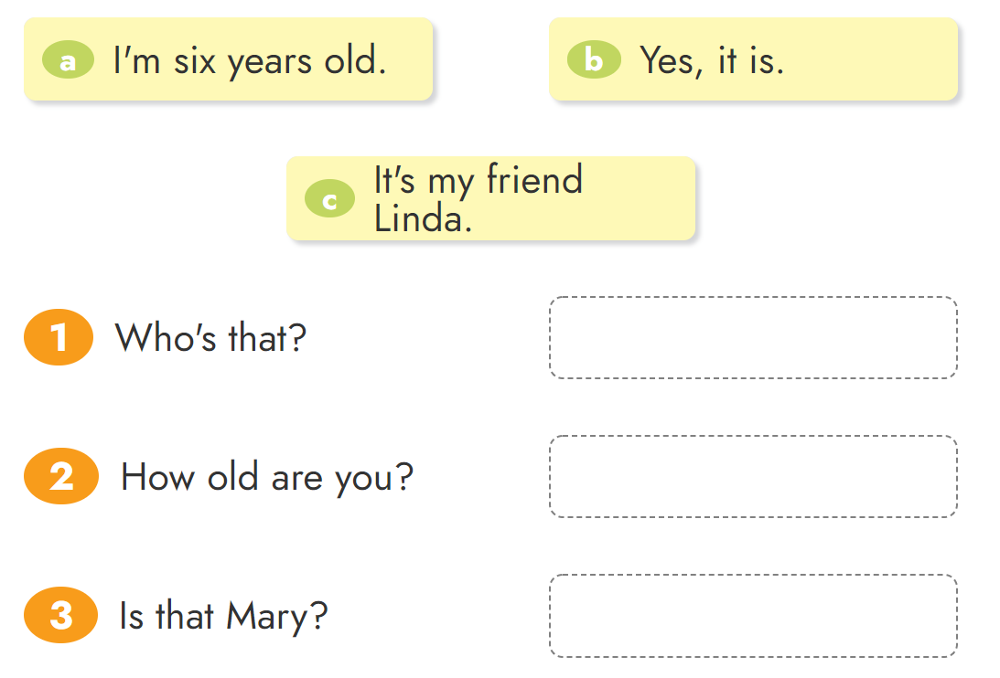 a I'm six years old.
b Yes, it is.
c It's my friend
Linda.
1 Who's that?
2 How old are you?
3 Is that Mary?